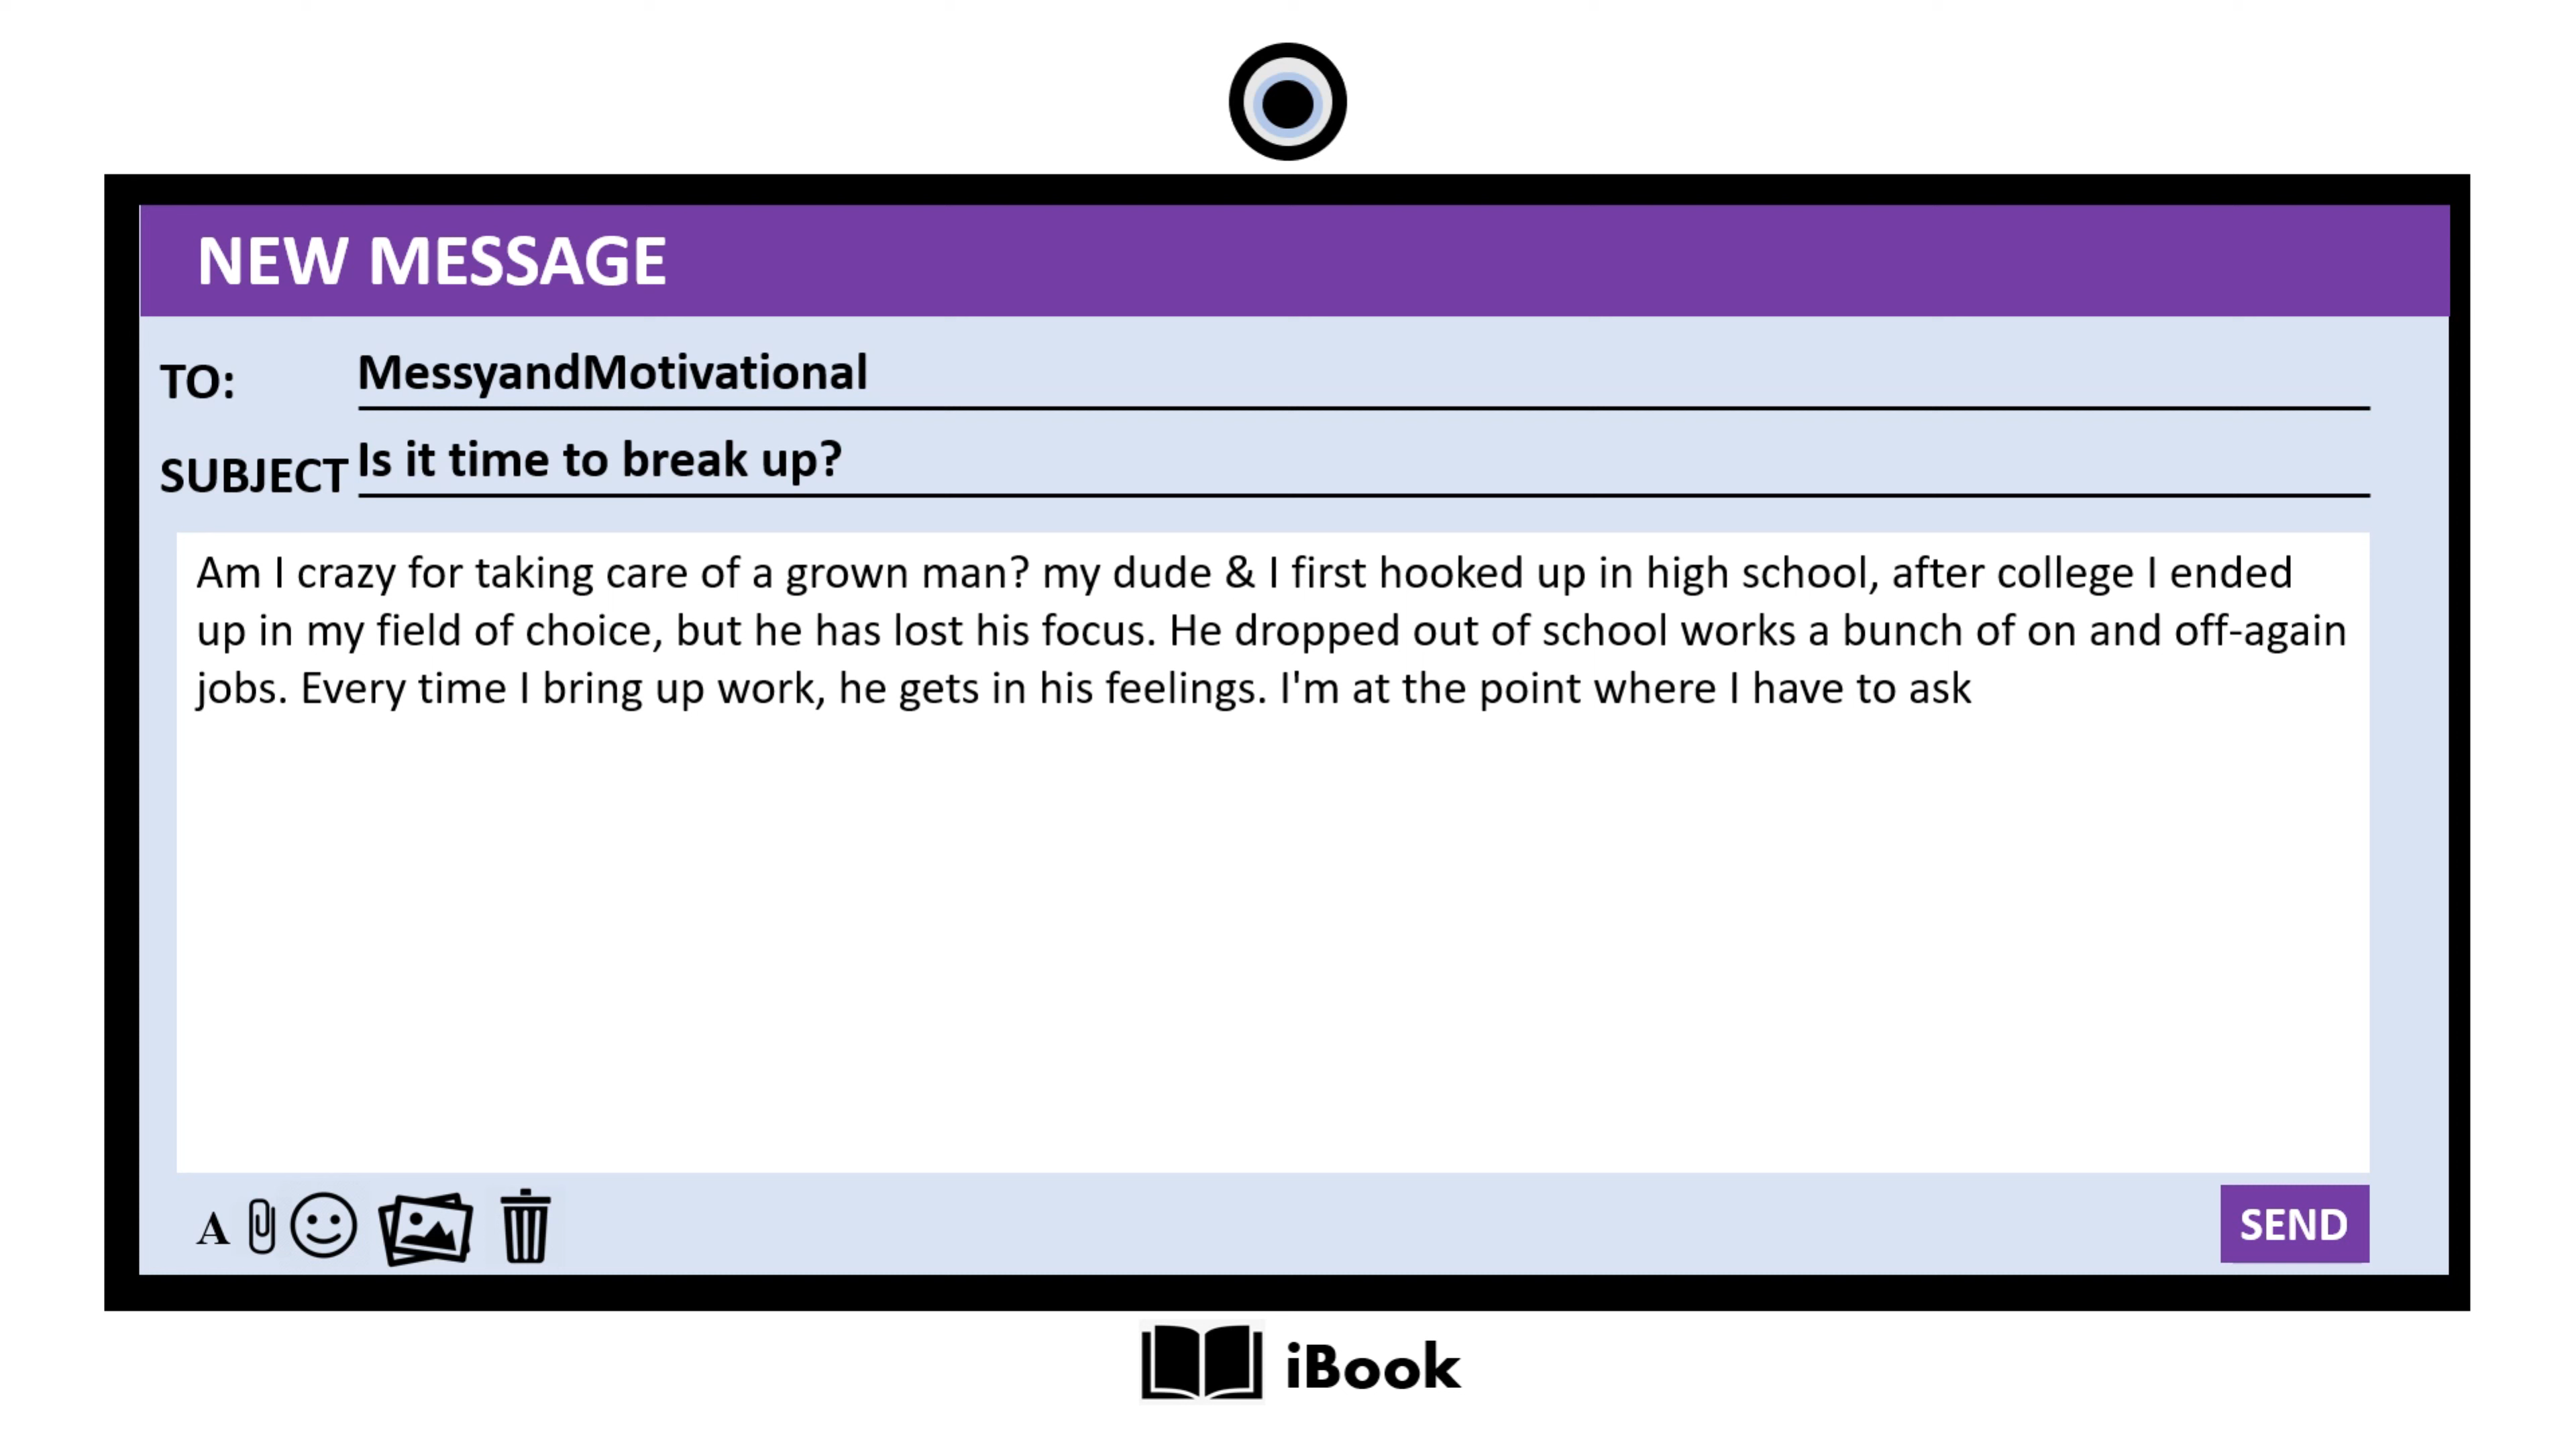 NEW MESSAGE
TO: MessyandMotivational
SUBJECT Is it time to break up?
Am I crazy for taking care of a grown man? my dude & I first hooked up in high school, after college I ended
up in my field of choice, but he has lost his focus. He dropped out of school works a bunch of on and off-again
jobs. Every time I bring up work, he gets in his feelings. I'm at the point where I have to ask
A
SEND
iBook